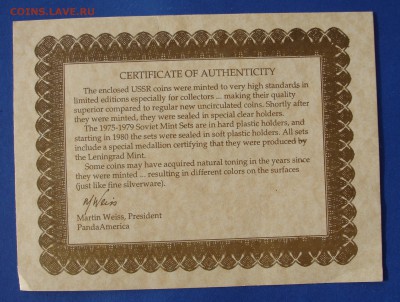 COINS.LAVE.RU
CERTIFICATE OF AUTHENTICITY
The enclosed USSR coins were minted to very high standards in
limited editions especially for collectors ... making their quality
superior compared to regular new uncirculated coins. Shortly after
they were minted, they were sealed in special clear holders.
The 1975-1979 Soviet Mint Sets are in hard plastic holders, and
starting in 1980 the sets were sealed in soft plastic holders. All sets
include a special medallion certifying that they were produced by
the Leningrad Mint.
Some coins may have acquired natural toning in the years since
they were minted ... resulting in different colors on the surfaces
(just like fine silverware).
M Weiss
Martin Weiss, President
PandaAmerica